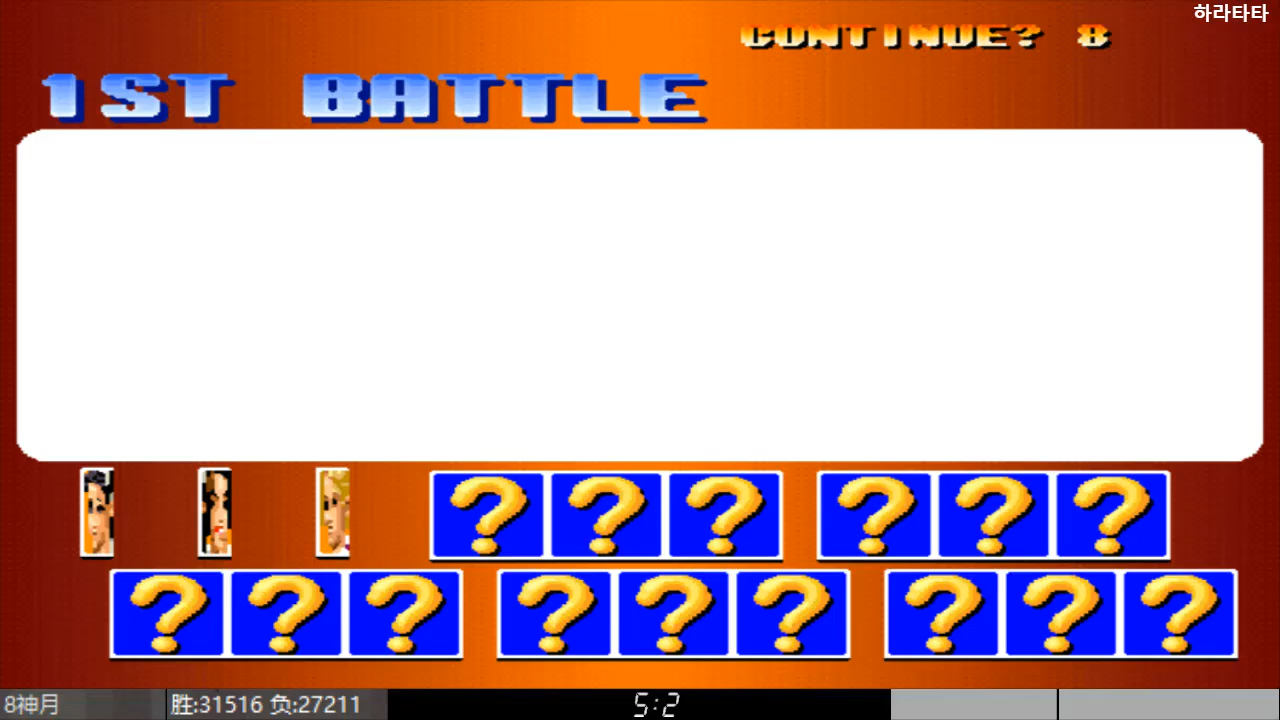 하라타타
CONTINUE? 8
1ST BATTLE
? ? ? ? ? ?
? ? ? ? ? ? ? ? ?
8神月 胜:31516 负:27211 5:2